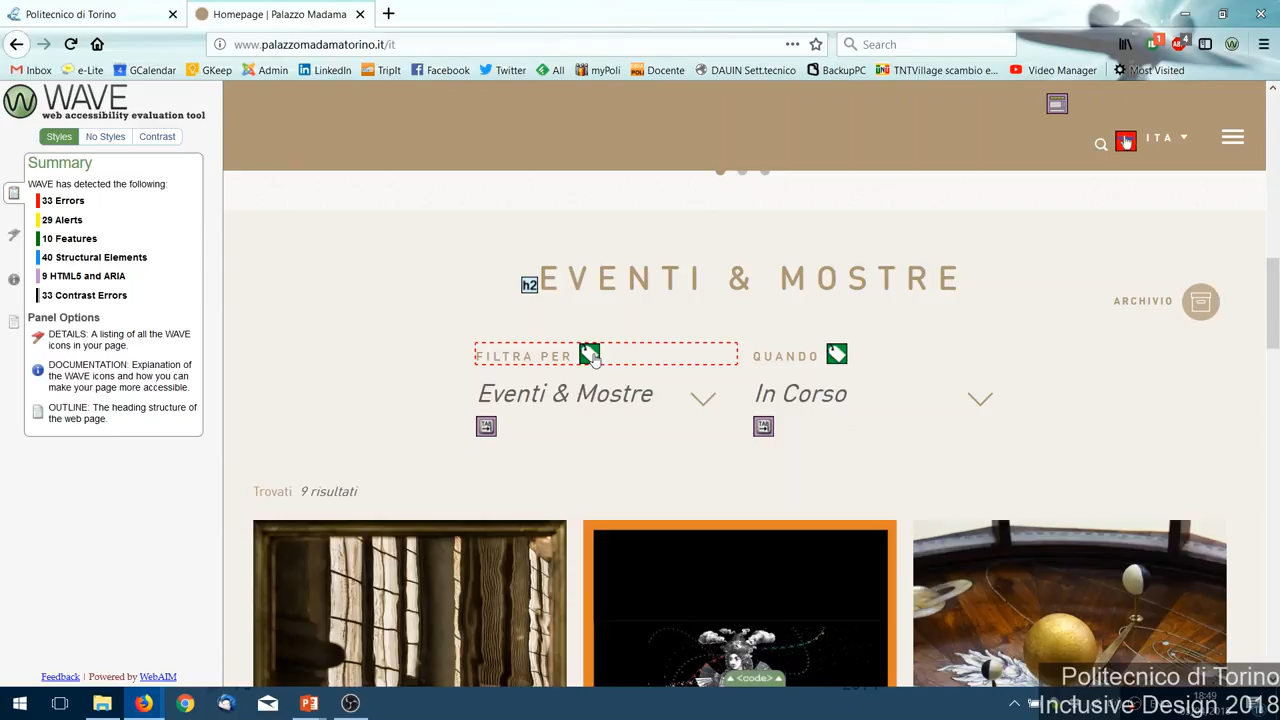 Politecnico di Torino
Homepage | Palazzo Madama
www.palazzomadamatorino.it/it
Search
1
4
Inbox
e-Lite
GCalendar
GKeep
Admin
LinkedIn
TripIt
Facebook
Twitter
All
myPoli
Docente
DAUIN Sett.tecnico
BackupPC
TNTVillage scambio e...
Video Manager
Most Visited
WAVE
web accessibility evaluation tool
Styles
No Styles
Contrast
Summary
WAVE has detected the following:
33 Errors
29 Alerts
10 Features
40 Structural Elements
9 HTML5 and ARIA
33 Contrast Errors
Panel Options
DETAILS: A listing of all the WAVE
icons in your page.
DOCUMENTATION: Explanation of
the WAVE icons and how you can
make your page more accessible.
OUTLINE: The heading structure of
the web page.
Feedback | Powered by WebAIM
ITA
h2
EVENTI & MOSTRE
ARCHIVIO
FILTRA PER
QUANDO
Eventi & Mostre
In Corso
TAB
TAB
Trovati 9 risultati
<code>
18:49
Politecnico di Torino
Inclusive Design 2018